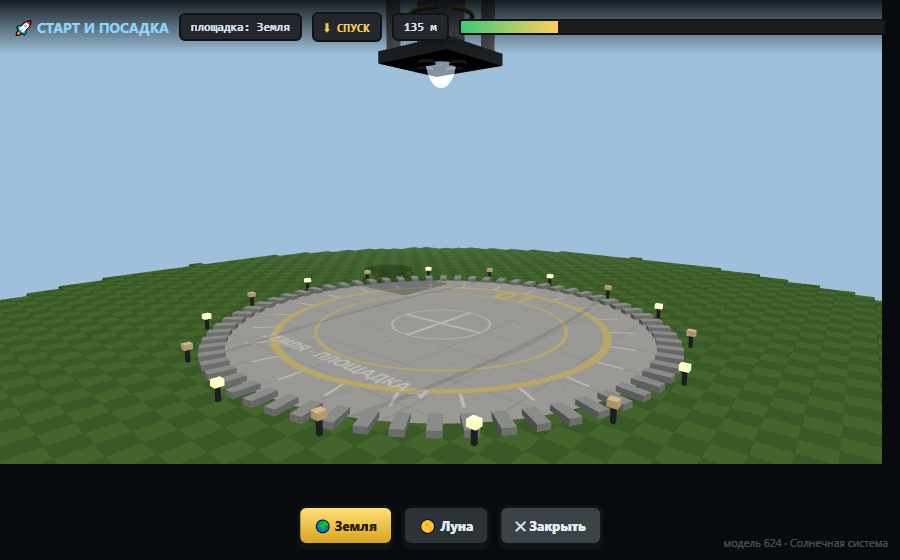 СТАРТ И ПОСАДКА
площадка: Земля
СПУСК
135 м
ЗЕМЛЯ · ПЛОЩАДКА
Земля
Луна
Закрыть
модель 624 · Солнечная система